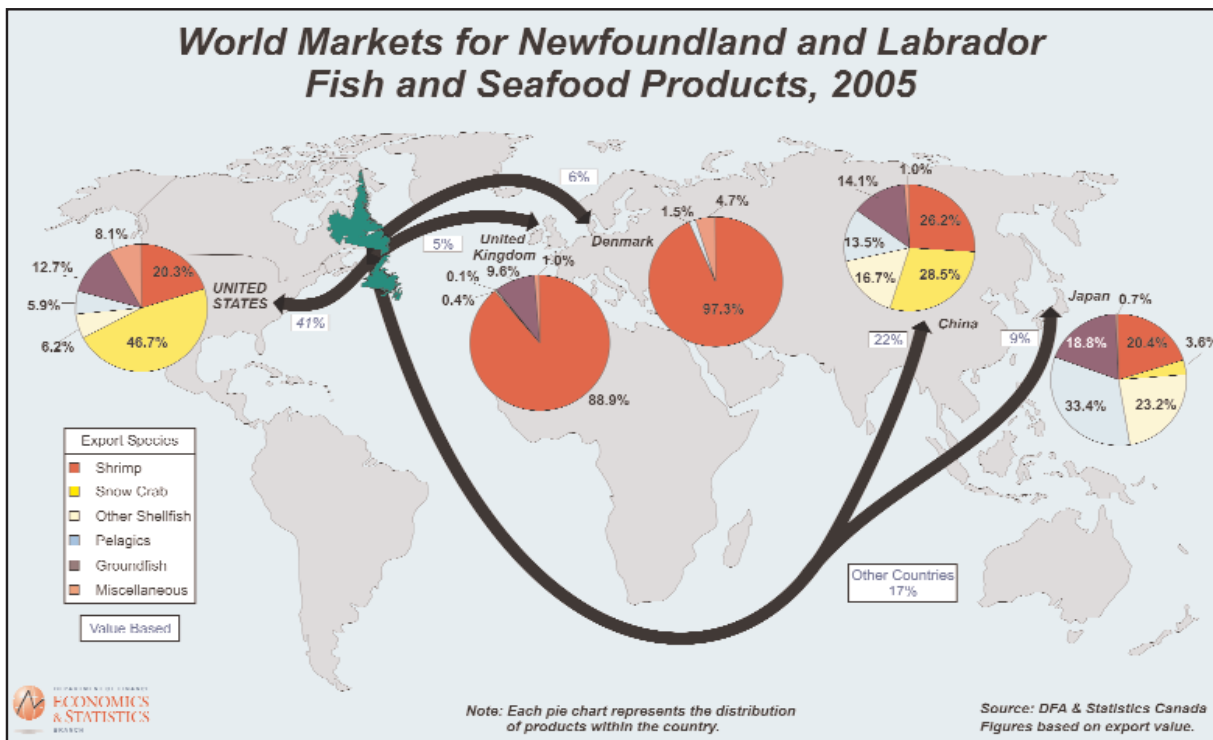 World Markets for Newfoundland and Labrador
Fish and Seafood Products, 2005
6%
5%
41%
22%
9%
UNITED
STATES
8.1%
12.7%
5.9%
6.2%
20.3%
46.7%
United
Kingdom
0.1%
0.4%
9.6%
1.0%
88.9%
Denmark
1.5%
4.7%
97.3%
China
14.1%
1.0%
13.5%
16.7%
26.2%
28.5%
Japan
0.7%
18.8%
20.4%
3.6%
33.4%
23.2%
Export Species
Shrimp
Snow Crab
Other Shellfish
Pelagics
Groundfish
Miscellaneous
Value Based
Other Countries
17%
DEPARTMENT OF FINANCE
ECONOMICS
& STATISTICS
BRANCH
Note: Each pie chart represents the distribution
of products within the country.
Source: DFA & Statistics Canada
Figures based on export value.